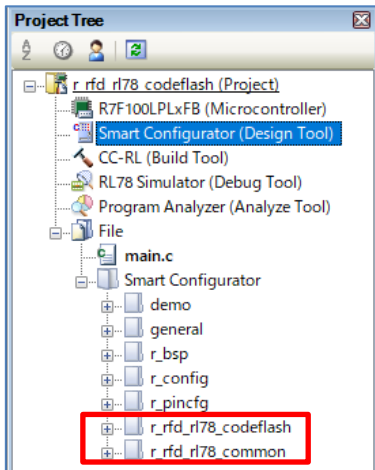 Project Tree
r_rfd_rl78_codeflash (Project)
R7F100LPLxFB (Microcontroller)
Smart Configurator (Design Tool)
CC-RL (Build Tool)
RL78 Simulator (Debug Tool)
Program Analyzer (Analyze Tool)
File
main.c
Smart Configurator
demo
general
r_bsp
r_config
r_pincfg
r_rfd_rl78_codeflash
r_rfd_rl78_common